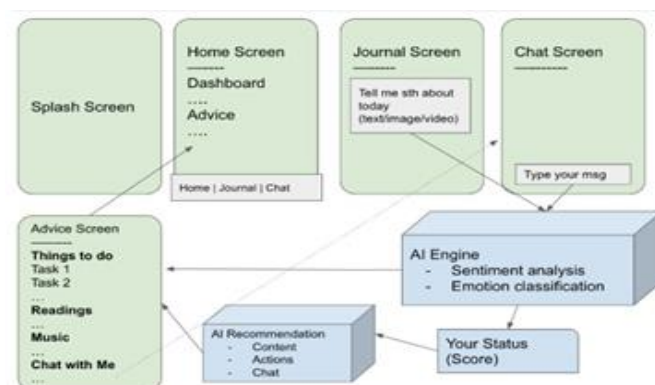 Splash Screen
Home Screen
-------
Dashboard
....
Advice
....
Home | Journal | Chat
Journal Screen
--------
Tell me sth about
today
(text/image/video)
Chat Screen
----------
Type your msg
Advice Screen
-------
Things to do
Task 1
Task 2
...
Readings
...
Music
...
Chat with Me
...
AI Engine
- Sentiment analysis
- Emotion classification
AI Recommendation
- Content
- Actions
- Chat
Your Status
(Score)